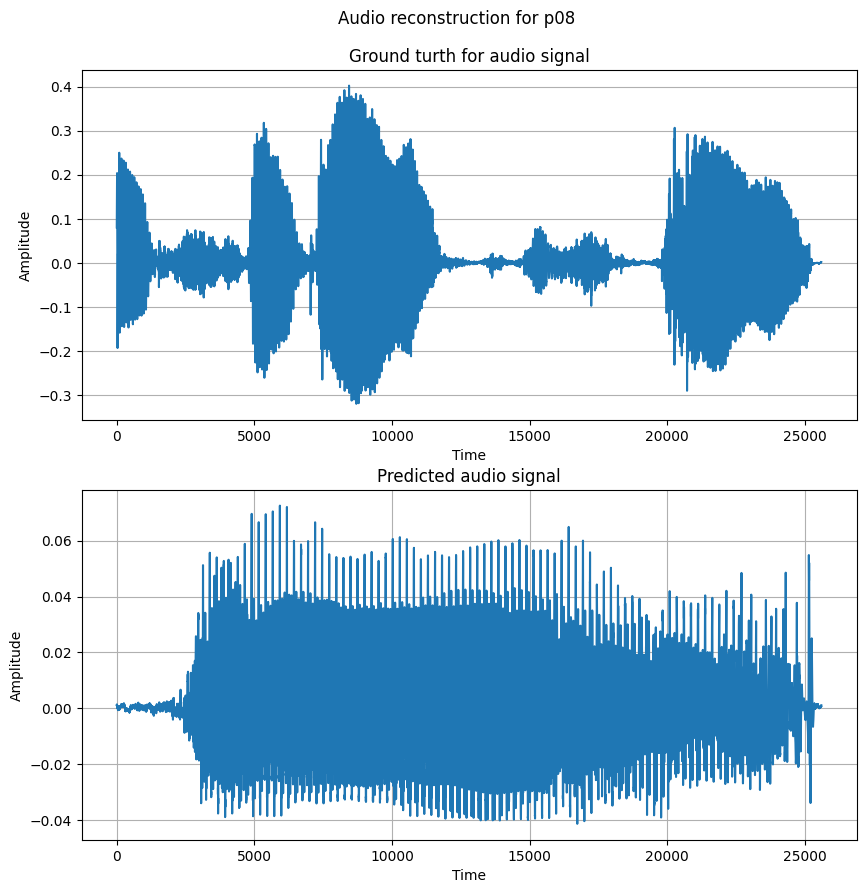 Audio reconstruction for p08
Ground turth for audio signal
0.4
0.3
0.2
0.1
0.0
−0.1
−0.2
−0.3
Amplitude
0 5000 10000 15000 20000 25000
Time
Predicted audio signal
0.06
0.04
0.02
0.00
−0.02
−0.04
Amplitude
0 5000 10000 15000 20000 25000
Time